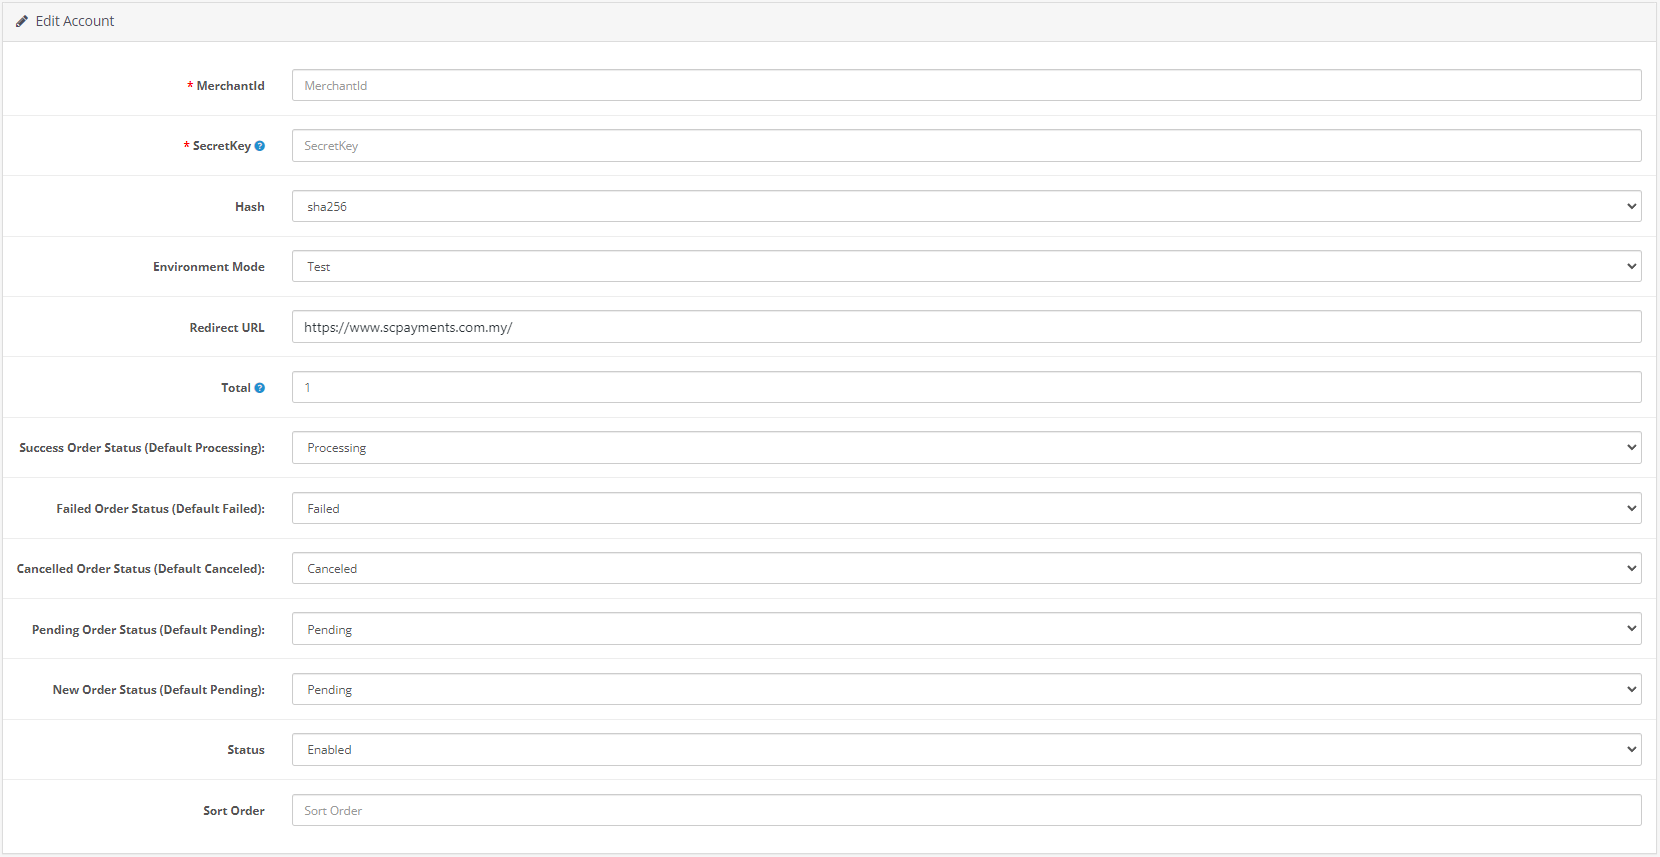 Edit Account
* MerchantId MerchantId
* SecretKey ? SecretKey
Hash sha256
Environment Mode Test
Redirect URL https://www.scpayments.com.my/
Total ? 1
Success Order Status (Default Processing): Processing
Failed Order Status (Default Failed): Failed
Cancelled Order Status (Default Canceled): Canceled
Pending Order Status (Default Pending): Pending
New Order Status (Default Pending): Pending
Status Enabled
Sort Order Sort Order